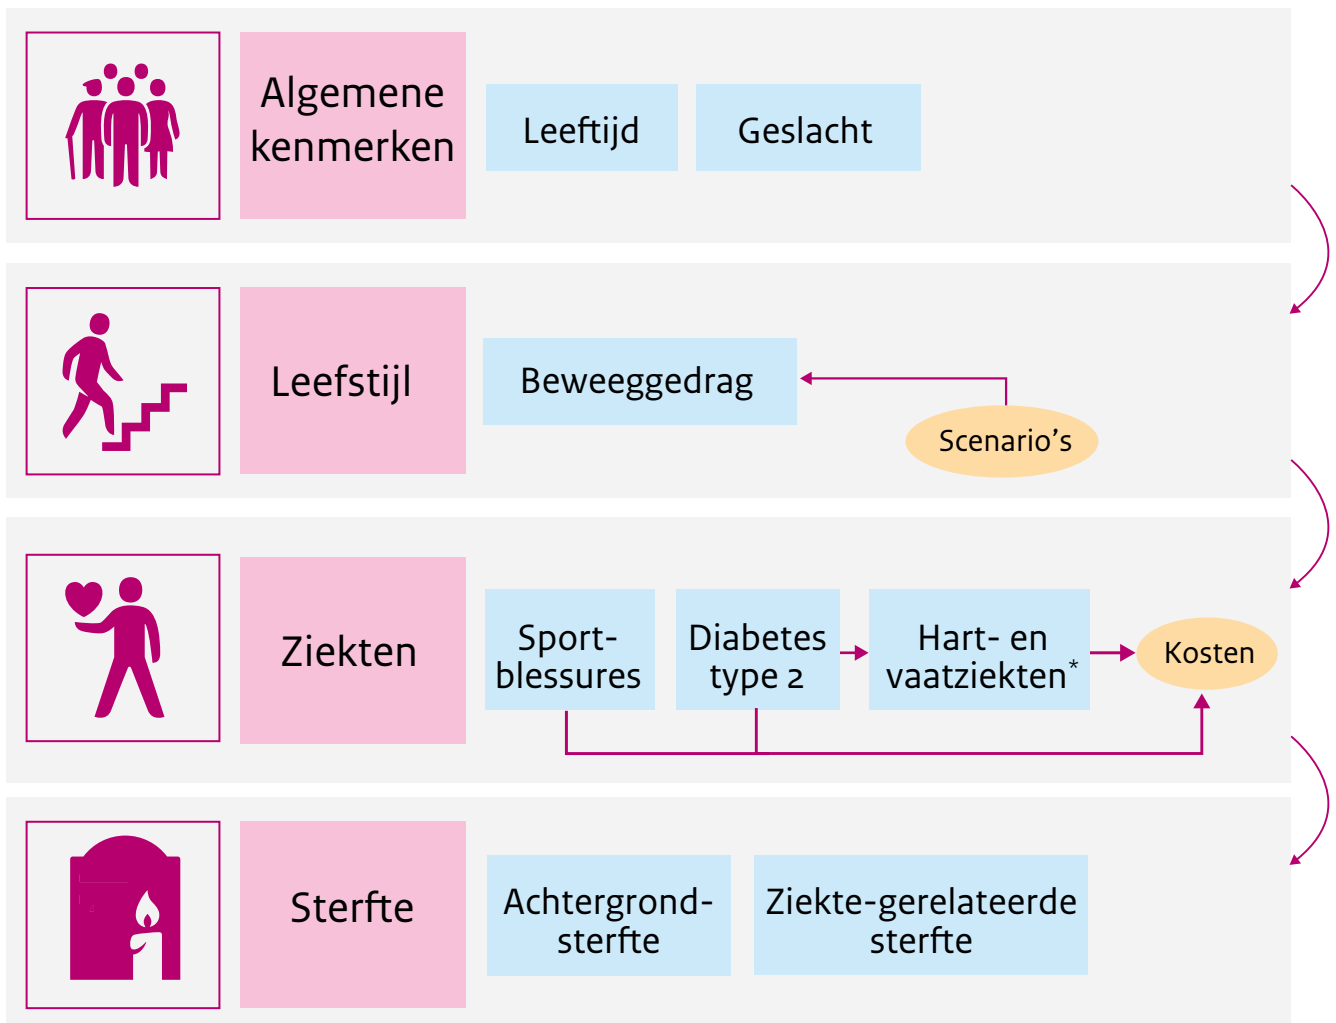 Algemene
kenmerken
Leeftijd
Geslacht
Leefstijl
Beweeggedrag
Scenario’s
Ziekten
Sport-
blessures
Diabetes
type 2
Hart- en
vaatziekten*
Kosten
Sterfte
Achtergrond-
sterfte
Ziekte-gerelateerde
sterfte